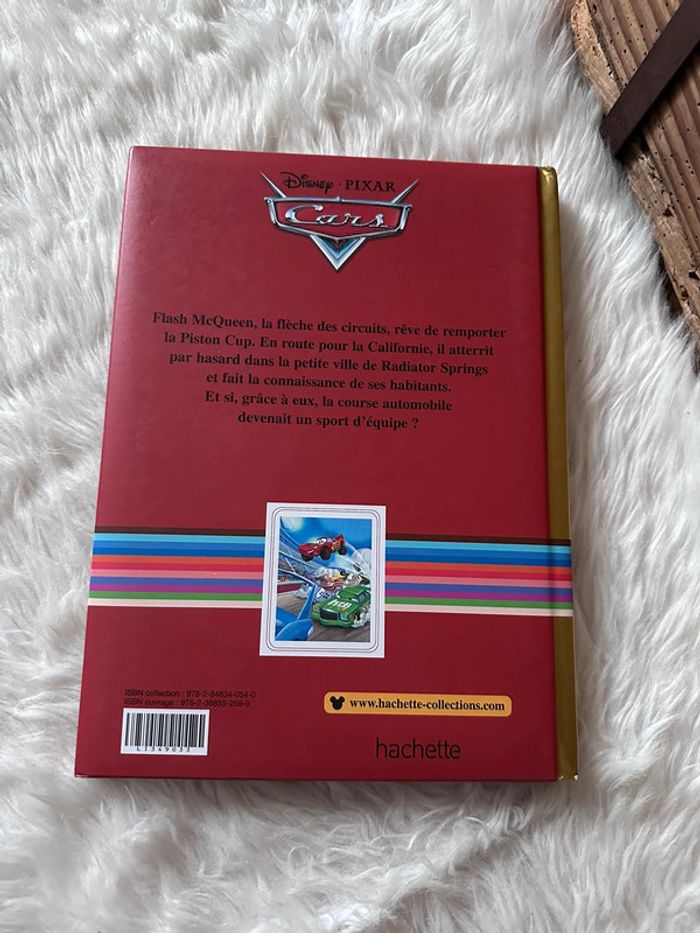 Disney · PIXAR
Cars
Flash McQueen, la flèche des circuits, rêve de remporter
la Piston Cup. En route pour la Californie, il atterrit
par hasard dans la petite ville de Radiator Springs
et fait la connaissance de ses habitants.
Et si, grâce à eux, la course automobile
devenait un sport d'équipe ?
ISBN collection : 978-2-84634-054-0
ISBN ouvrage : 978-2-36855-259-9
www.hachette-collections.com
LI349033
hachette